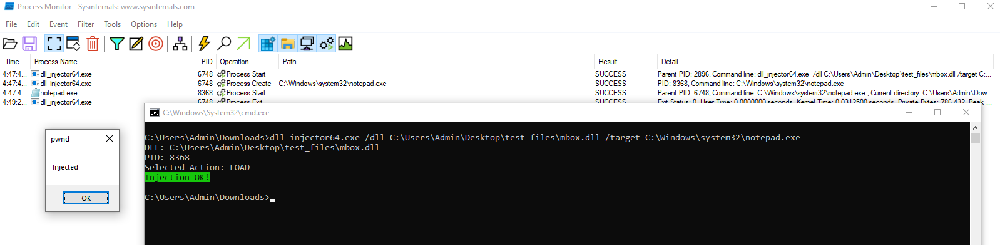 Process Monitor - Sysinternals: www.sysinternals.com
File Edit Event Filter Tools Options Help
Time ... Process Name PID Operation Path Result Detail
4:47:4... dll_injector64.exe 6748 Process Start SUCCESS Parent PID: 2896, Command line: dll_injector64.exe /dll C:\Users\Admin\Desktop\test_files\mbox.dll /target C:...
4:47:4... dll_injector64.exe 6748 Process Create C:\Windows\system32\notepad.exe SUCCESS PID: 8368, Command line: C:\Windows\system32\notepad.exe
4:47:4... notepad.exe 8368 Process Start SUCCESS Parent PID: 6748, Command line: C:\Windows\system32\notepad.exe , Current directory: C:\Users\Admin\Dow...
4:49:2... dll_injector64.exe 6748 Process Exit SUCCESS Exit Status: 0, User Time: 0.0000000 seconds, Kernel Time: 0.0312500 seconds, Private Bytes: 786,432, Peak ...
C:\Windows\System32\cmd.exe
C:\Users\Admin\Downloads>dll_injector64.exe /dll C:\Users\Admin\Desktop\test_files\mbox.dll /target C:\Windows\system32\notepad.exe
DLL: C:\Users\Admin\Desktop\test_files\mbox.dll
PID: 8368
Selected Action: LOAD
Injection OK!
C:\Users\Admin\Downloads>
pwnd
Injected
OK